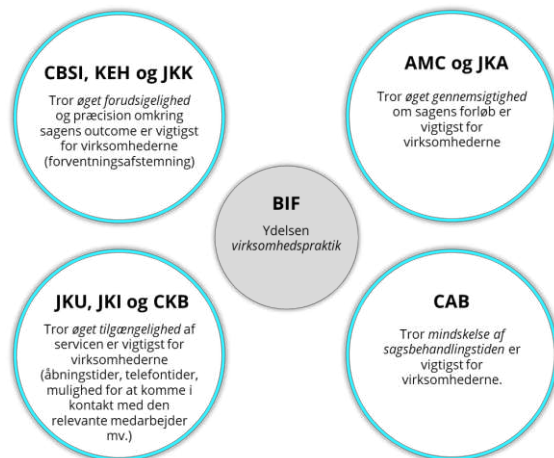 CBSI, KEH og JKK
Tror øget forudsigelighed
og præcision omkring
sagens outcome er vigtigst
for virksomhederne
(forventningsafstemning)
AMC og JKA
Tror øget gennemsigtighed
om sagens forløb er
vigtigst for
virksomhederne
BIF
Ydelsen
virksomhedspraktik
JKU, JKI og CKB
Tror øget tilgængelighed af
servicen er vigtigst for
virksomhederne
(åbningstider, telefontider,
mulighed for at komme i
kontakt med den
relevante medarbejder
mv.)
CAB
Tror mindskelse af
sagsbehandlingstiden er
vigtigst for
virksomhederne.